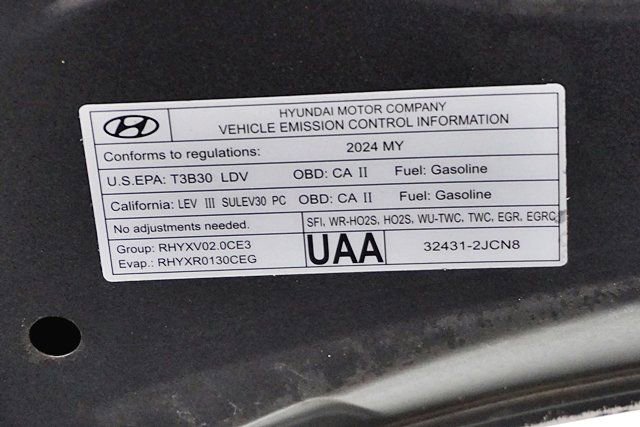 HYUNDAI MOTOR COMPANY
VEHICLE EMISSION CONTROL INFORMATION
Conforms to regulations: 2024 MY
U.S.EPA: T3B30 LDV OBD: CA II Fuel: Gasoline
California: LEV III SULEV30 PC OBD: CA II Fuel: Gasoline
No adjustments needed. SFI, WR-HO2S, HO2S, WU-TWC, TWC, EGR, EGRC
Group: RHYXV02.0CE3
Evap.: RHYXR0130CEG
UAA 32431-2JCN8